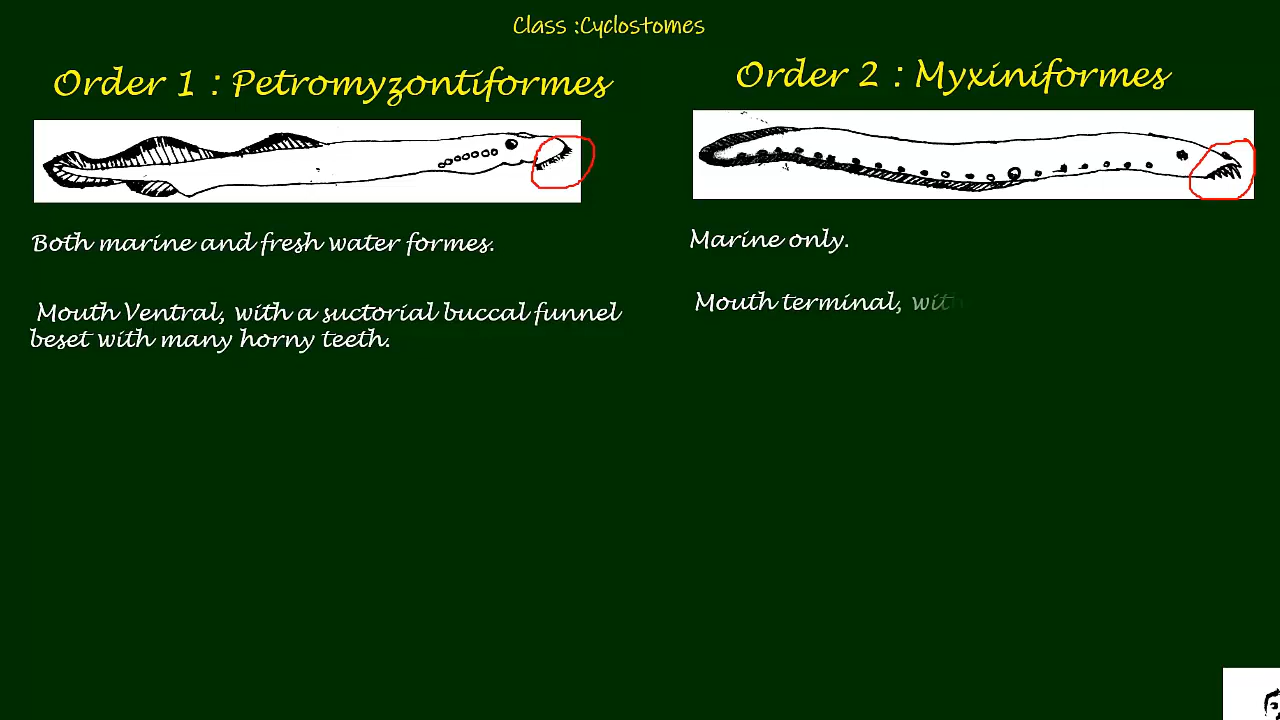 Class :Cyclostomes
Order 1 : Petromyzontiformes
Both marine and fresh water formes.
Mouth Ventral, with a suctorial buccal funnel
beset with many horny teeth.
Order 2 : Myxiniformes
Marine only.
Mouth terminal, wit